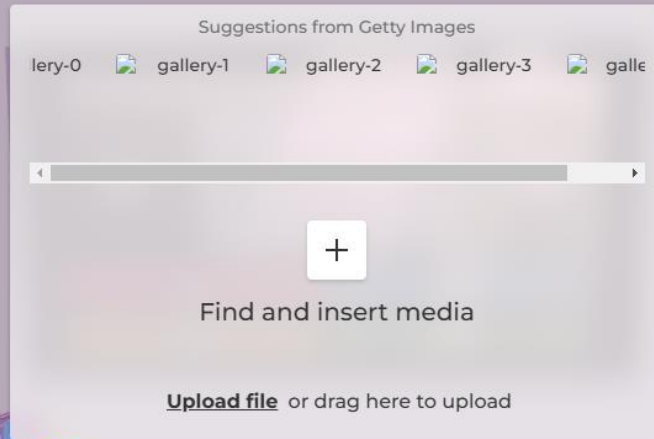 Suggestions from Getty Images
lery-0 gallery-1 gallery-2 gallery-3 galle
Find and insert media
Upload file or drag here to upload